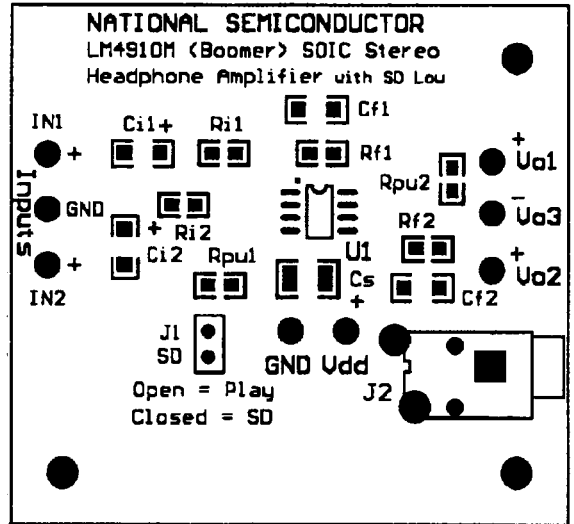 NATIONAL SEMICONDUCTOR
LM4910M (Boomer) SOIC Stereo
Headphone Amplifier with SD Low
Cf1
IN1
Ci1+
Ri1
Rf1
+
+
Vo1
Rpu2
Inputs
GND
Ri2
+
Ci2
-
Vo3
Rf2
U1
+
IN2
Rpu1
Cs
+
+
Vo2
Cf2
J1
SD
GND Vdd
J2
Open = Play
Closed = SD